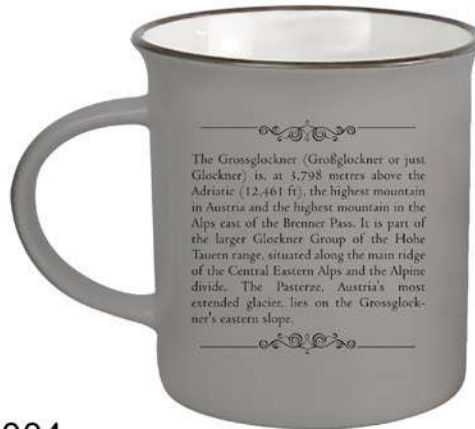 The Grossglockner (Großglockner or just
Glockner) is, at 3,798 metres above the
Adriatic (12,461 ft), the highest mountain
in Austria and the highest mountain in the
Alps east of the Brenner Pass. It is part of
the larger Glockner Group of the Hohe
Tauern range, situated along the main ridge
of the Central Eastern Alps and the Alpine
divide. The Pasterze, Austria's most
extended glacier, lies on the Grossglock-
ner's eastern slope.